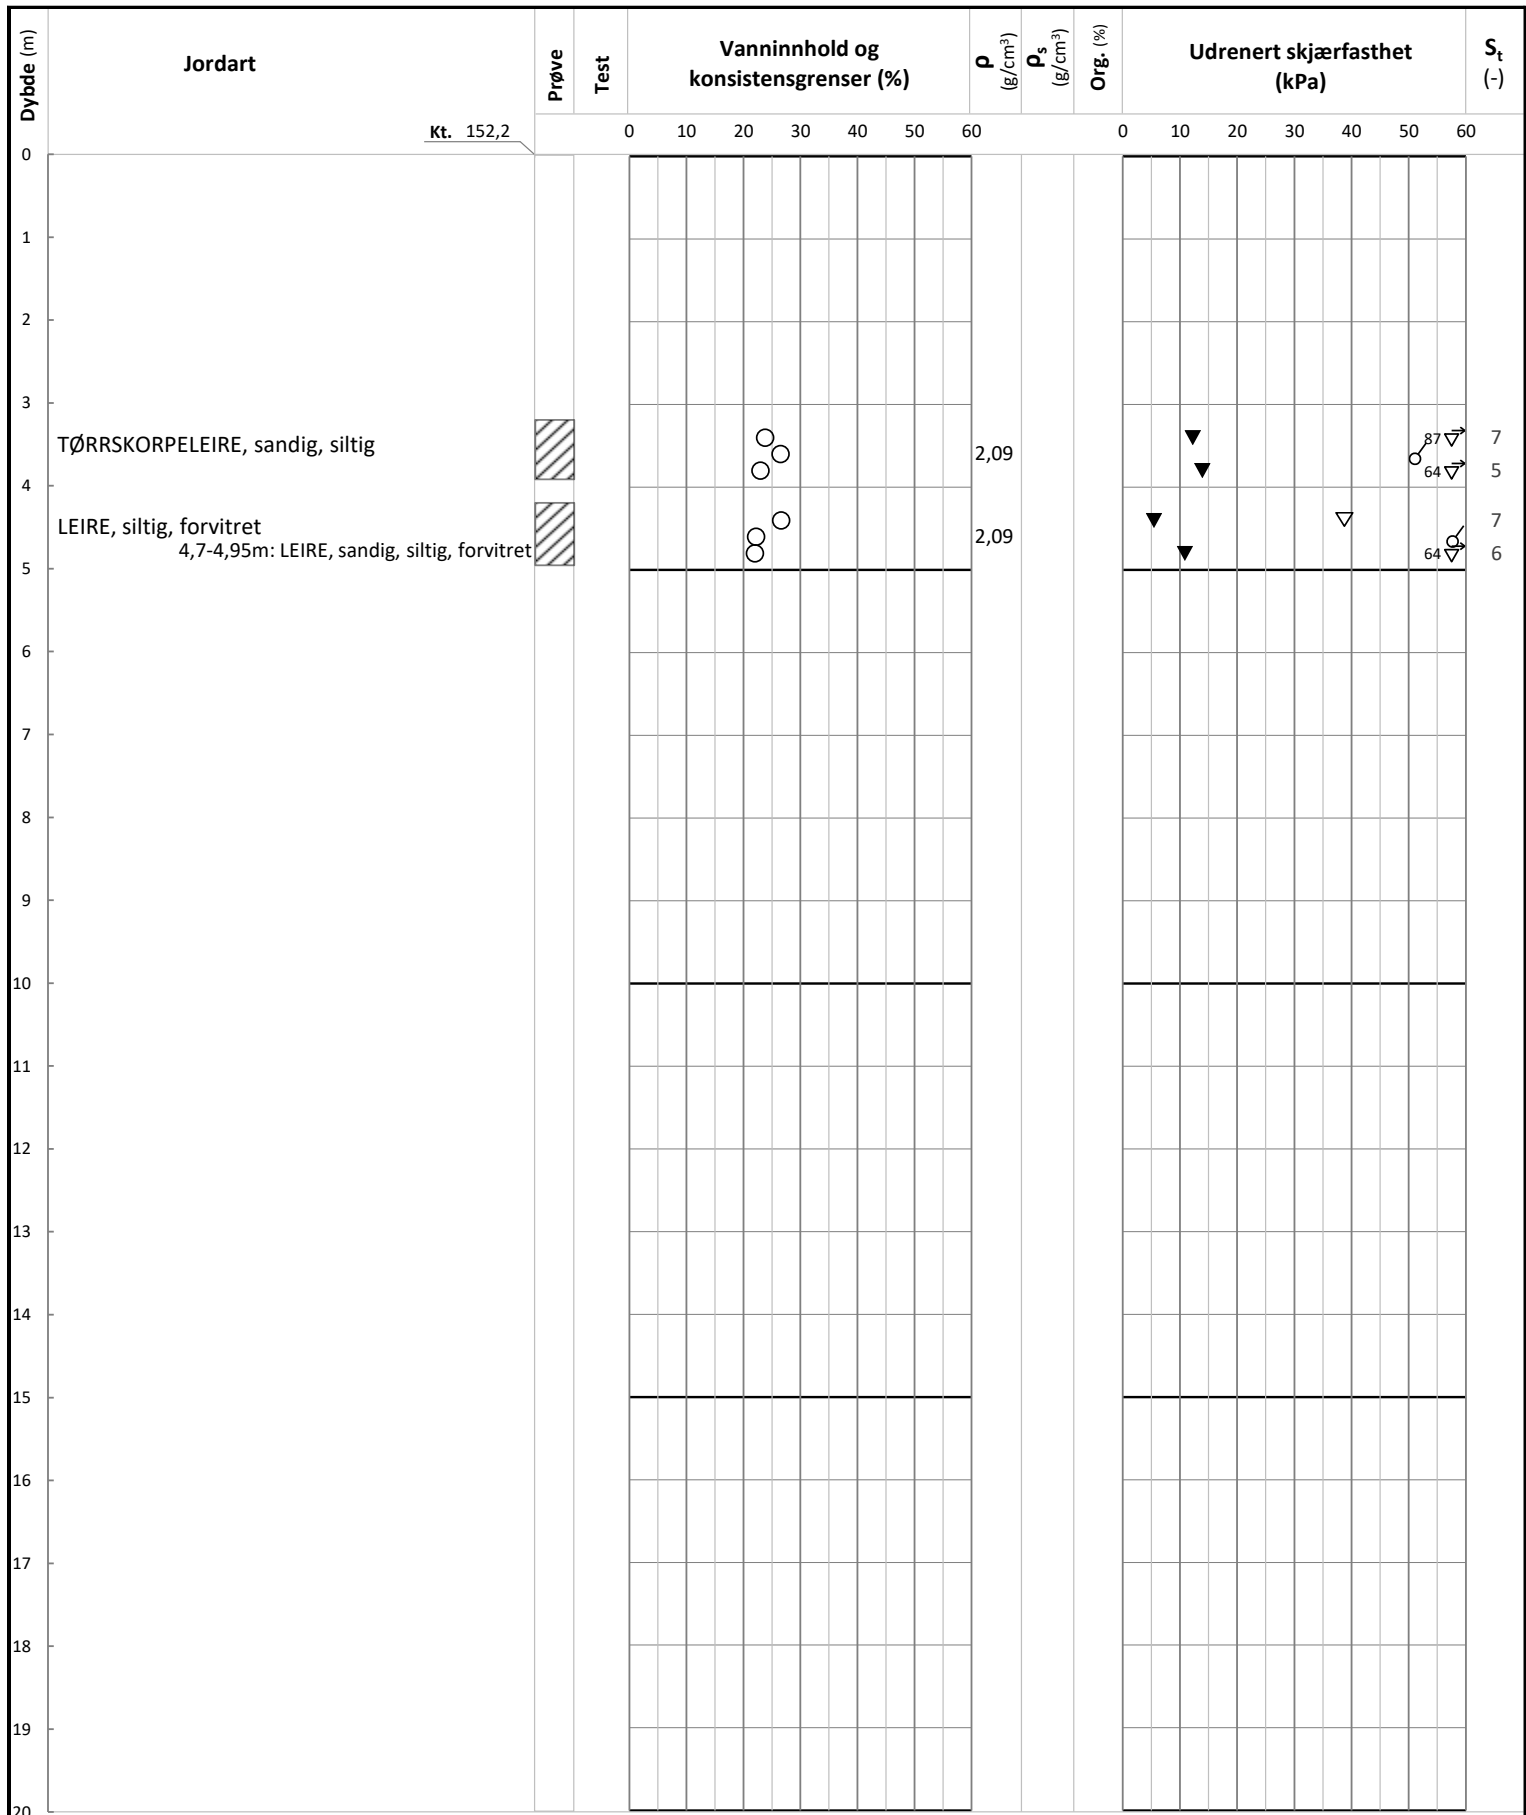 Dybde (m)
Jordart
Prøve
Test
Vanninnhold og
konsistensgrenser (%)
ρ
(g/cm³)
ρs
(g/cm³)
Org. (%)
Udrenert skjærfasthet
(kPa)
St
(-)
Kt. 152,2
0 10 20 30 40 50 60
0 10 20 30 40 50 60
0
1
2
3
TØRRSKORPELEIRE, sandig, siltig
2,09
87
7
64
5
4
LEIRE, siltig, forvitret
7
4,7-4,95m: LEIRE, sandig, siltig, forvitret
2,09
64
6
5
6
7
8
9
10
11
12
13
14
15
16
17
18
19
20